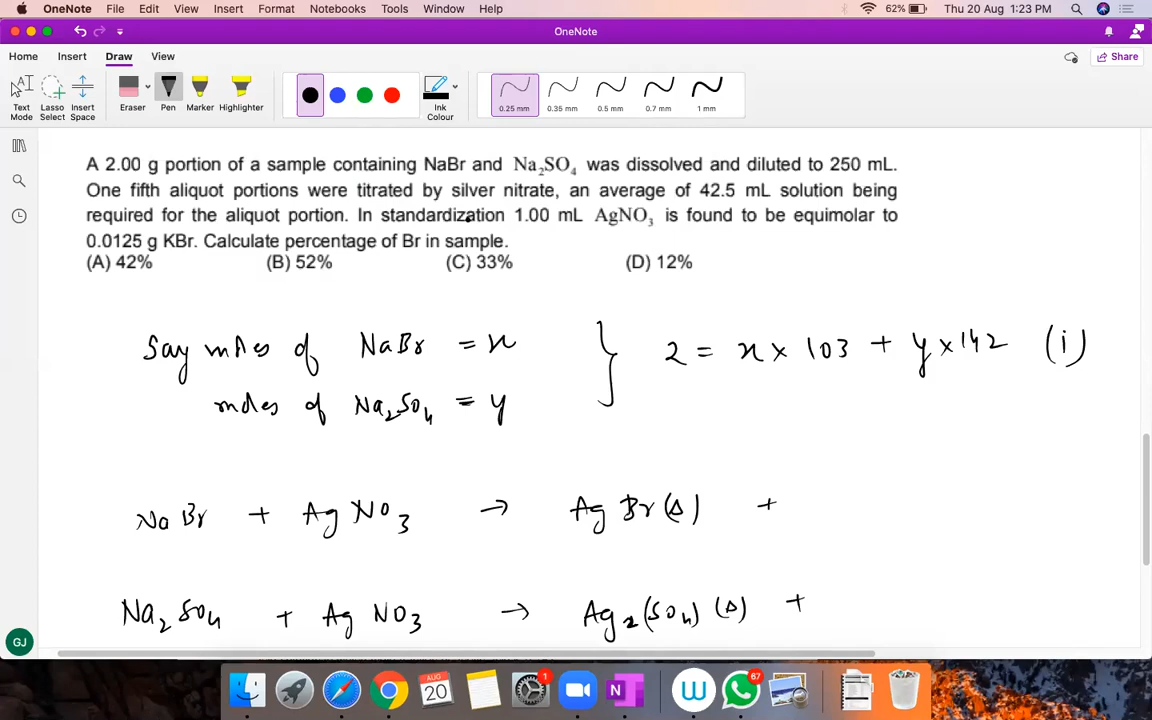 OneNote File Edit View Insert Format Notebooks Tools Window Help 62% Thu 20 Aug 1:23 PM
OneNote
Home Insert Draw View Share
Text Mode Lasso Select Insert Space Eraser Pen Marker Highlighter Ink Colour 0.25 mm 0.35 mm 0.5 mm 0.7 mm 1 mm
A 2.00 g portion of a sample containing NaBr and Na₂SO₄ was dissolved and diluted to 250 mL.
One fifth aliquot portions were titrated by silver nitrate, an average of 42.5 mL solution being
required for the aliquot portion. In standardization 1.00 mL AgNO₃ is found to be equimolar to
0.0125 g KBr. Calculate percentage of Br in sample.
(A) 42% (B) 52% (C) 33% (D) 12%
Say moles of NaBr = x } 2 = x × 103 + y × 142 (i)
moles of Na₂SO₄ = y
NaBr + AgNO₃ → AgBr(s) +
Na₂SO₄ + AgNO₃ → Ag₂(SO₄)(s) +
GJ
AUG 20 1 W N 67